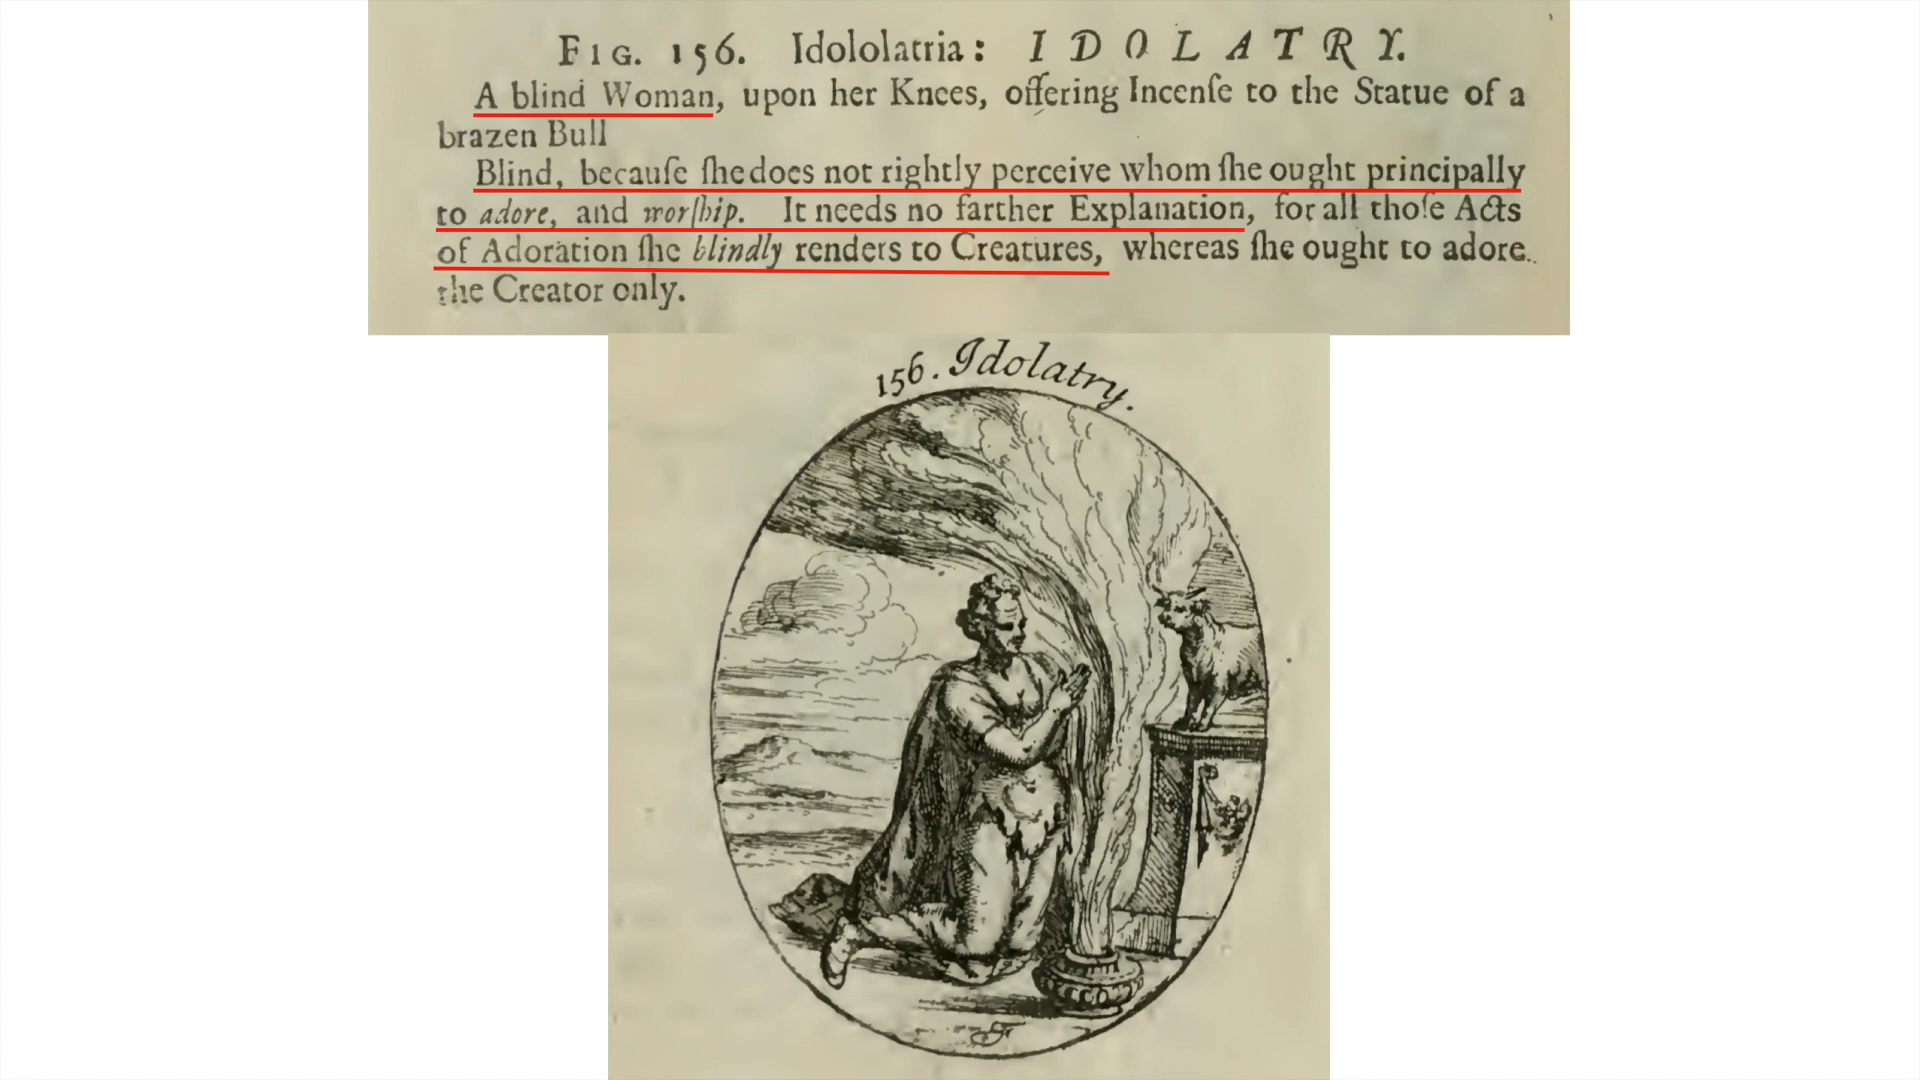 FIG. 156. Idololatria: IDOLATRY.
A blind Woman, upon her Knees, offering Incenſe to the Statue of a
brazen Bull
Blind, becauſe ſhe does not rightly perceive whom ſhe ought principally
to adore, and worſhip. It needs no farther Explanation, for all thoſe Acts
of Adoration ſhe blindly renders to Creatures, whereas ſhe ought to adore
the Creator only.
156. Idolatry.